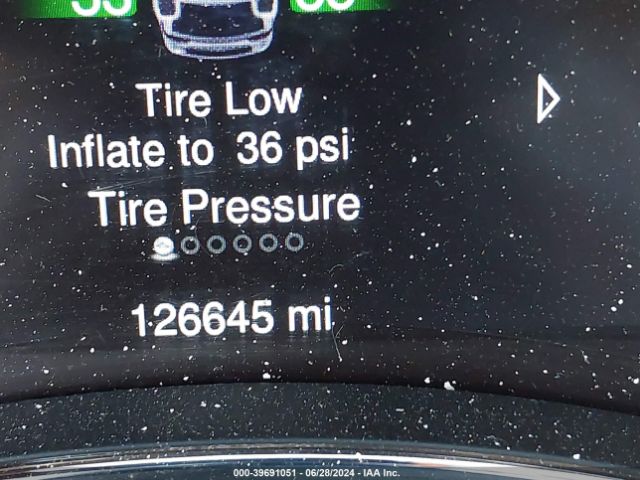 Tire Low
Inflate to 36 psi
Tire Pressure
126645 mi
000-39691051 - 06/28/2024 - IAA Inc.